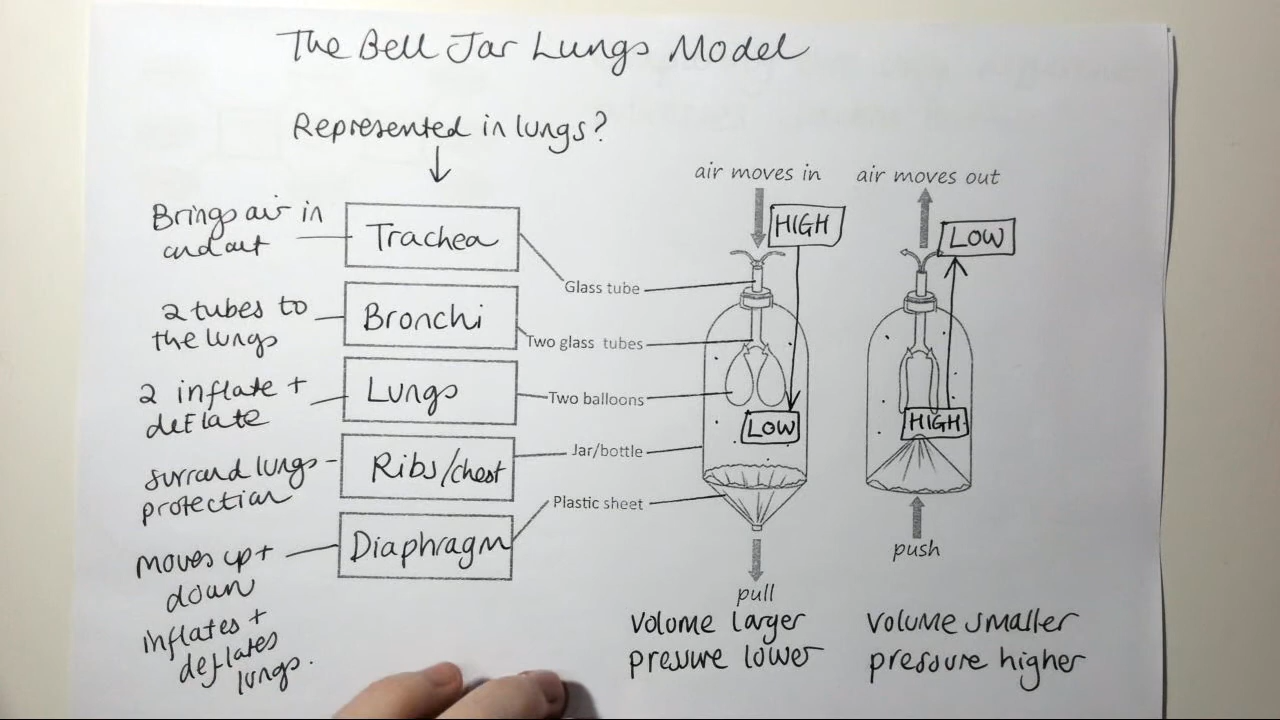 The Bell Jar Lungs Model
Represented in lungs?
Brings air in
and out
Trachea
2 tubes to
the lungs
Bronchi
2 inflate +
deflate
Lungs
surround lungs
protection
Ribs/chest
moves up +
down
inflates +
deflates
lungs.
Diaphragm
Glass tube
Two glass tubes
Two balloons
Jar/bottle
Plastic sheet
air moves in
HIGH
LOW
pull
volume larger
pressure lower
air moves out
LOW
HIGH
push
volume smaller
pressure higher